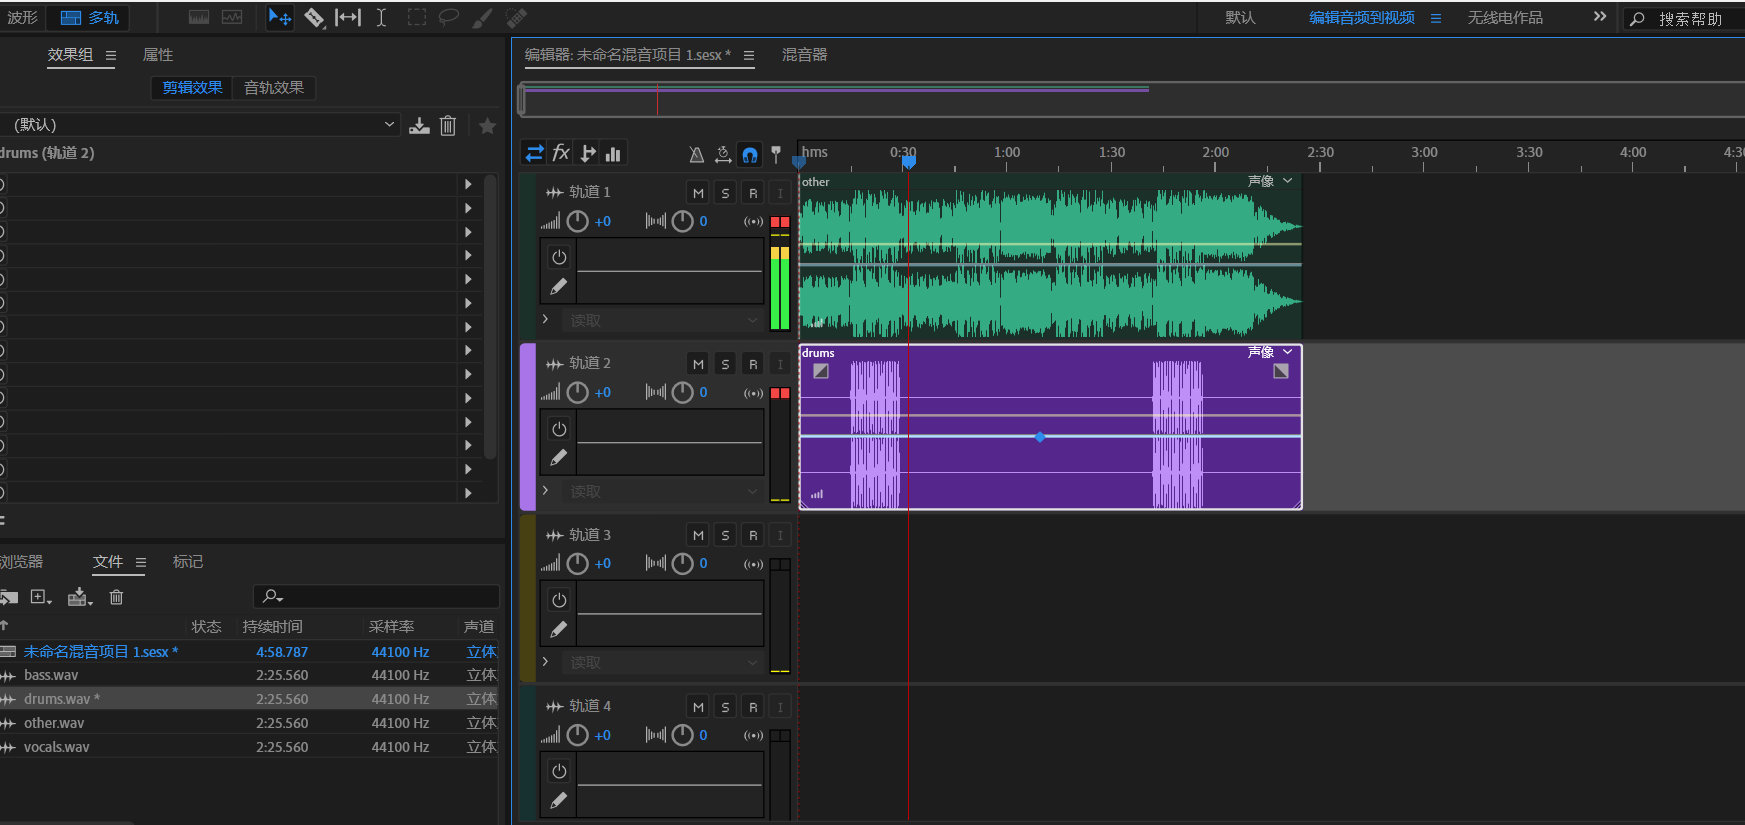 波形 多轨 默认 编辑音频到视频 无线电作品 搜索帮助
效果组 属性
剪辑效果 音轨效果
(默认)
drums (轨道 2)
浏览器 文件 标记
状态 持续时间 采样率 声道
未命名混音项目 1.sesx * 4:58.787 44100 Hz 立体
bass.wav 2:25.560 44100 Hz 立体
drums.wav * 2:25.560 44100 Hz 立体
other.wav 2:25.560 44100 Hz 立体
vocals.wav 2:25.560 44100 Hz 立体
编辑器: 未命名混音项目 1.sesx * 混音器
fx hms 0:30 1:00 1:30 2:00 2:30 3:00 3:30 4:00 4:30
轨道 1 M S R I
+0 0
读取
other 声像
轨道 2 M S R I
+0 0
读取
drums 声像
轨道 3 M S R I
+0 0
读取
轨道 4 M S R I
+0 0